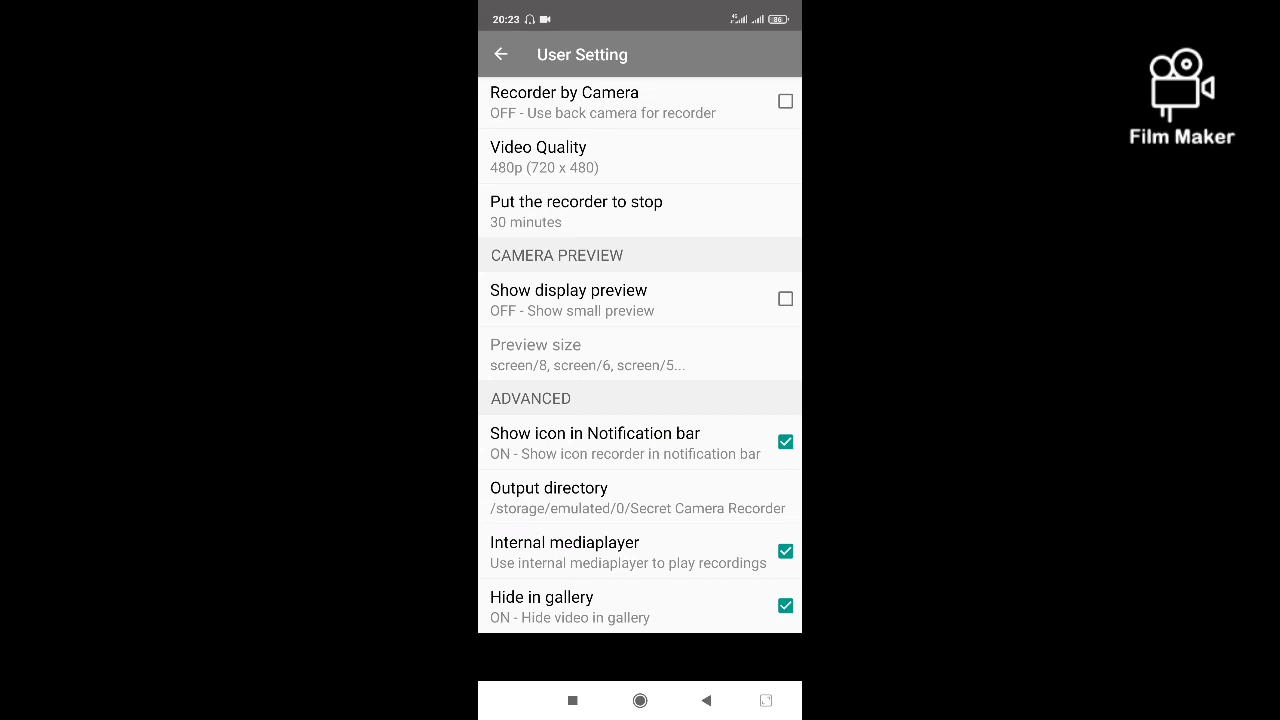 20:23
86
User Setting
Recorder by Camera
OFF - Use back camera for recorder
Video Quality
480p (720 x 480)
Put the recorder to stop
30 minutes
CAMERA PREVIEW
Show display preview
OFF - Show small preview
Preview size
screen/8, screen/6, screen/5...
ADVANCED
Show icon in Notification bar
ON - Show icon recorder in notification bar
Output directory
/storage/emulated/0/Secret Camera Recorder
Internal mediaplayer
Use internal mediaplayer to play recordings
Hide in gallery
ON - Hide video in gallery
Film Maker